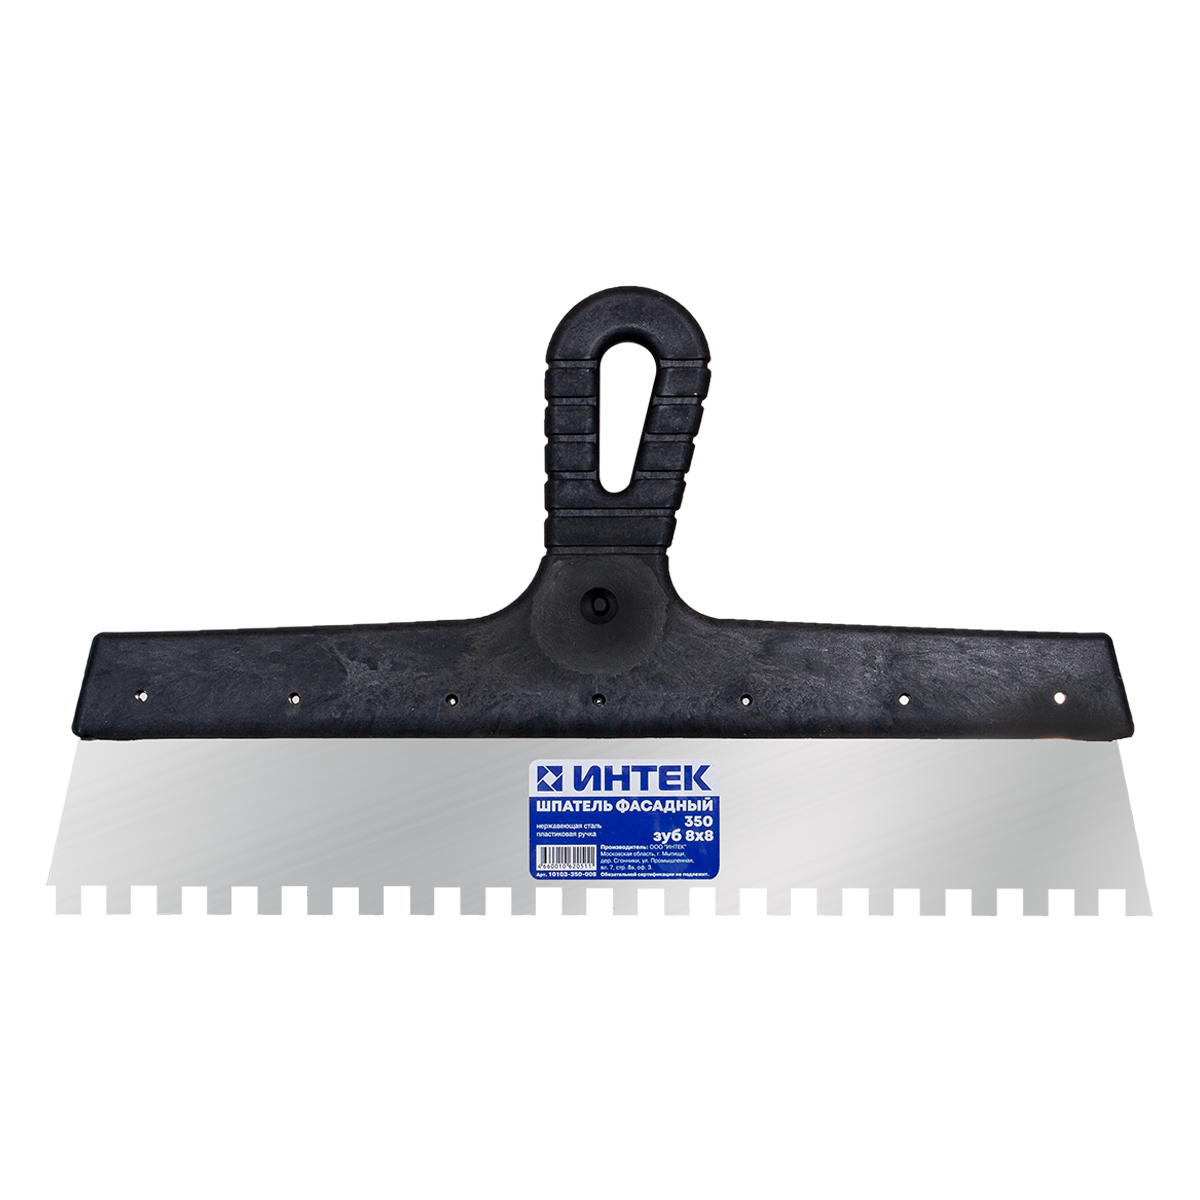 ИНТЕК
ШПАТЕЛЬ ФАСАДНЫЙ
350
нержавеющая сталь
пластиковая ручка
зуб 8х8
Производитель: ООО "ИНТЕК"
Московская область, г. Мытищи,
дер. Сгонники, ул. Промышленная,
вл. 7, стр. 8а, оф. 3.
4660010620511
Арт. 10103-350-008
Обязательной сертификации не подлежит.